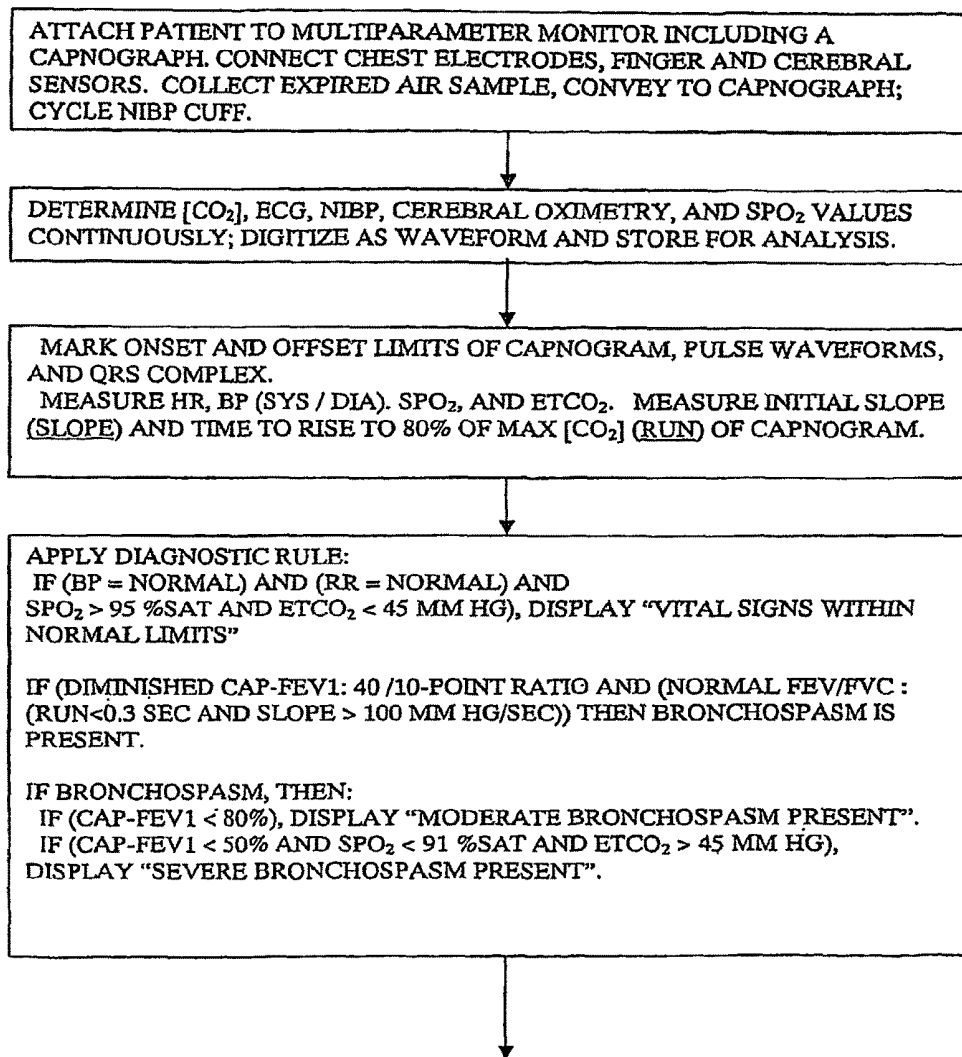 ATTACH PATIENT TO MULTIPARAMETER MONITOR INCLUDING A
CAPNOGRAPH. CONNECT CHEST ELECTRODES, FINGER AND CEREBRAL
SENSORS. COLLECT EXPIRED AIR SAMPLE, CONVEY TO CAPNOGRAPH;
CYCLE NIBP CUFF.
DETERMINE [CO₂], ECG, NIBP, CEREBRAL OXIMETRY, AND SPO₂ VALUES
CONTINUOUSLY; DIGITIZE AS WAVEFORM AND STORE FOR ANALYSIS.
MARK ONSET AND OFFSET LIMITS OF CAPNOGRAM, PULSE WAVEFORMS,
AND QRS COMPLEX.
MEASURE HR, BP (SYS / DIA). SPO₂, AND ETCO₂. MEASURE INITIAL SLOPE
(SLOPE) AND TIME TO RISE TO 80% OF MAX [CO₂] (RUN) OF CAPNOGRAM.
APPLY DIAGNOSTIC RULE:
IF (BP = NORMAL) AND (RR = NORMAL) AND
SPO₂ > 95 %SAT AND ETCO₂ < 45 MM HG), DISPLAY “VITAL SIGNS WITHIN
NORMAL LIMITS”
IF (DIMINISHED CAP-FEV1: 40 /10-POINT RATIO AND (NORMAL FEV/FVC :
(RUN<0.3 SEC AND SLOPE > 100 MM HG/SEC)) THEN BRONCHOSPASM IS
PRESENT.
IF BRONCHOSPASM, THEN:
IF (CAP-FEV1 < 80%), DISPLAY “MODERATE BRONCHOSPASM PRESENT”.
IF (CAP-FEV1 < 50% AND SPO₂ < 91 %SAT AND ETCO₂ > 45 MM HG),
DISPLAY “SEVERE BRONCHOSPASM PRESENT”.